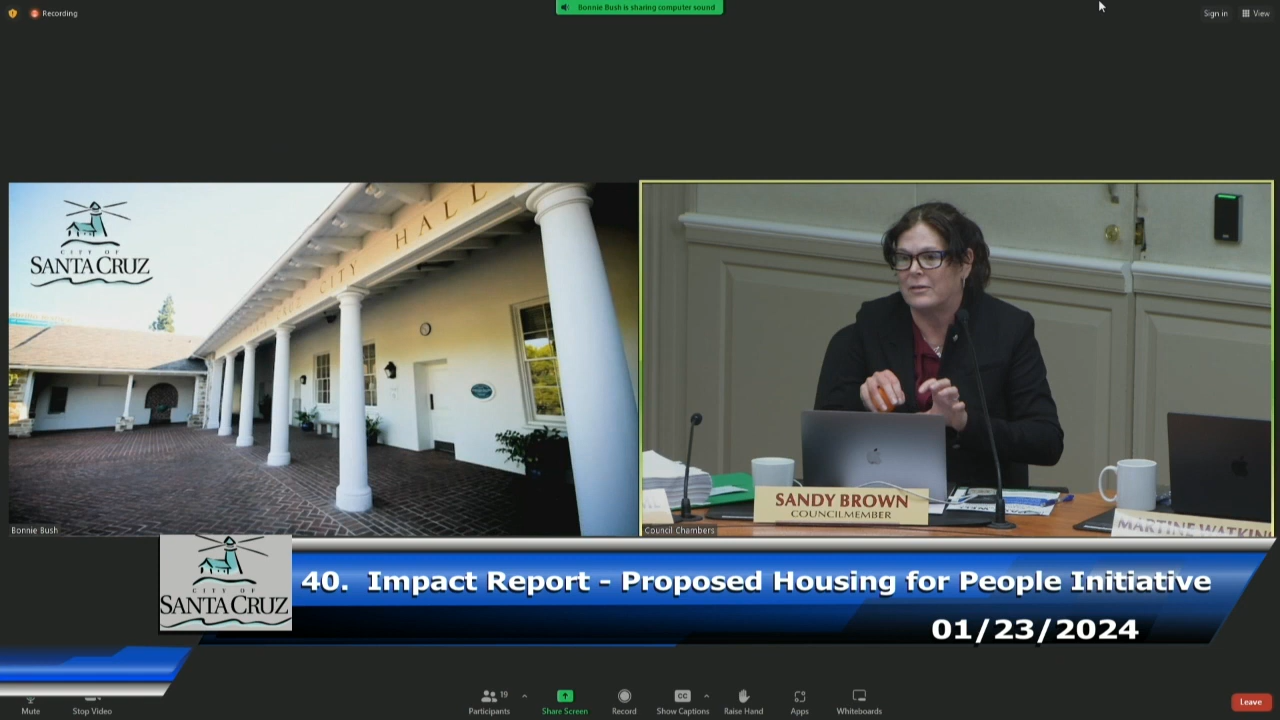 Recording
Bonnie Bush is sharing computer sound
Sign in
View
CITY OF
SANTA CRUZ
CITY HALL
Bonnie Bush
SANDY BROWN
COUNCILMEMBER
MARTINE WATKIN
Council Chambers
CITY OF
SANTA CRUZ
40. Impact Report - Proposed Housing for People Initiative
01/23/2024
Mute
Stop Video
Participants
19
Share Screen
Record
CC
Show Captions
Raise Hand
Apps
Whiteboards
Leave